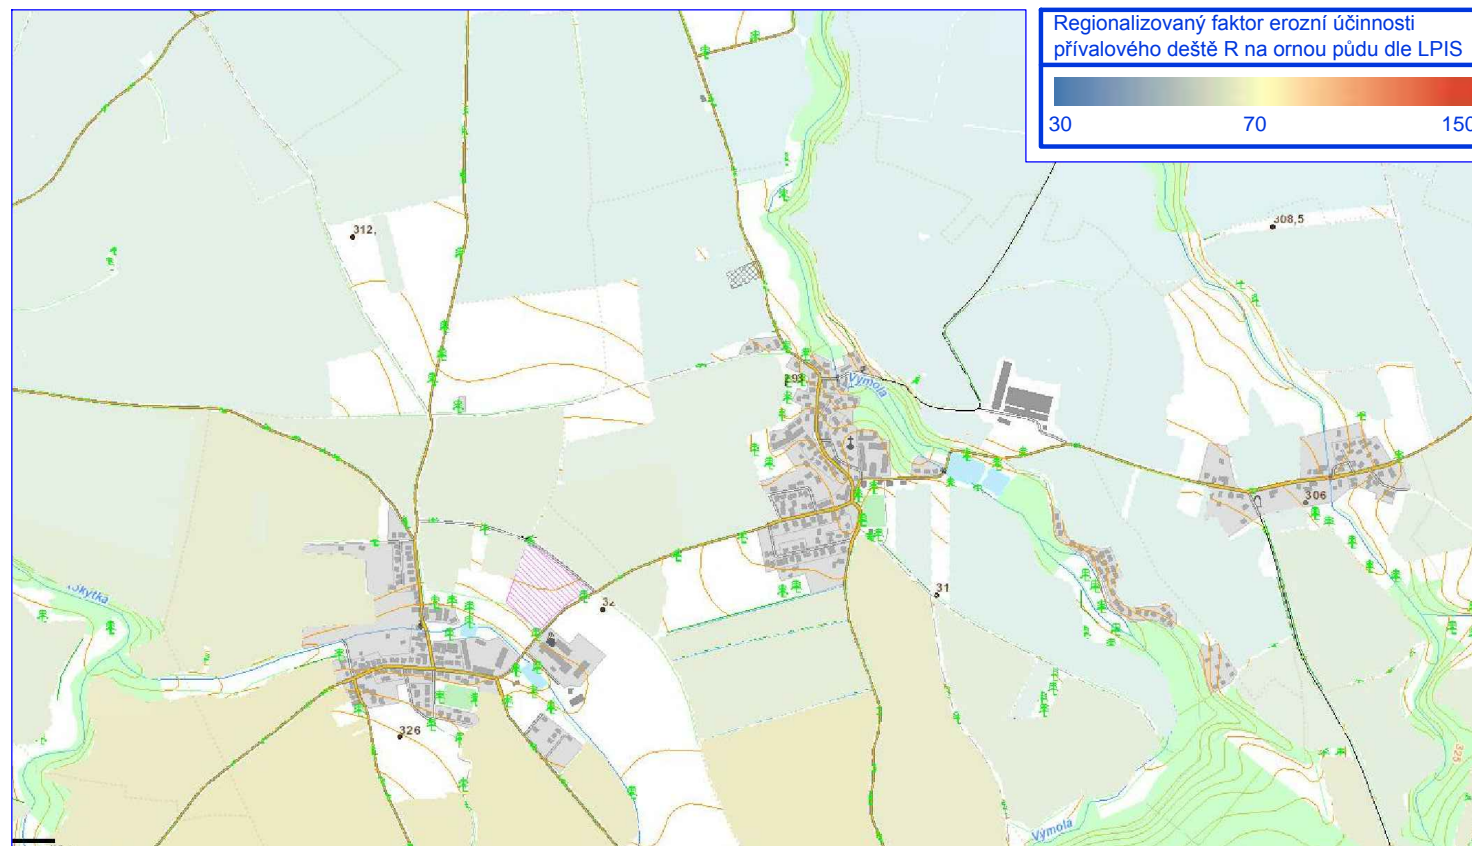 Regionalizovaný faktor erozní účinnosti
přívalového deště R na ornou půdu dle LPIS
30 70 150
312,
308,5
Výmola
306
31
32
326
325
Výmola